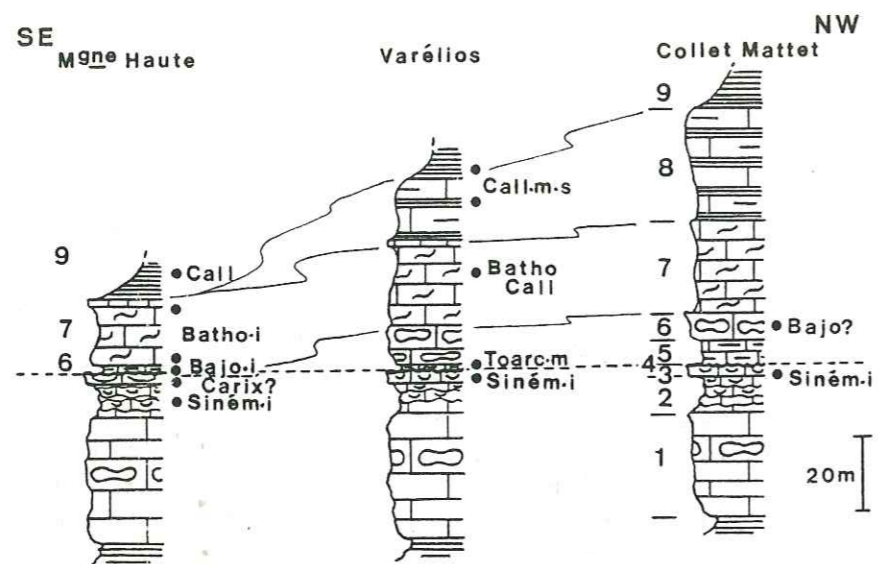 SE
NW
Mgne Haute
Varélios
Collet Mattet
9
8
7
6
5
4
3
2
1
20m
Call.m.s
Batho
Call
Toarc.m
Siném.i
Bajo?
Siném.i
9
7
6
Call
Batho.i
Bajo.i
Carix?
Siném.i